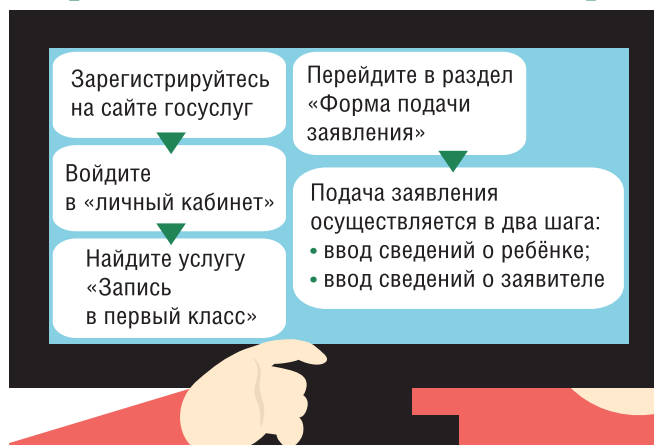 Зарегистрируйтесь
на сайте госуслуг
Войдите
в «личный кабинет»
Найдите услугу
«Запись
в первый класс»
Перейдите в раздел
«Форма подачи
заявления»
Подача заявления
осуществляется в два шага:
• ввод сведений о ребёнке;
• ввод сведений о заявителе